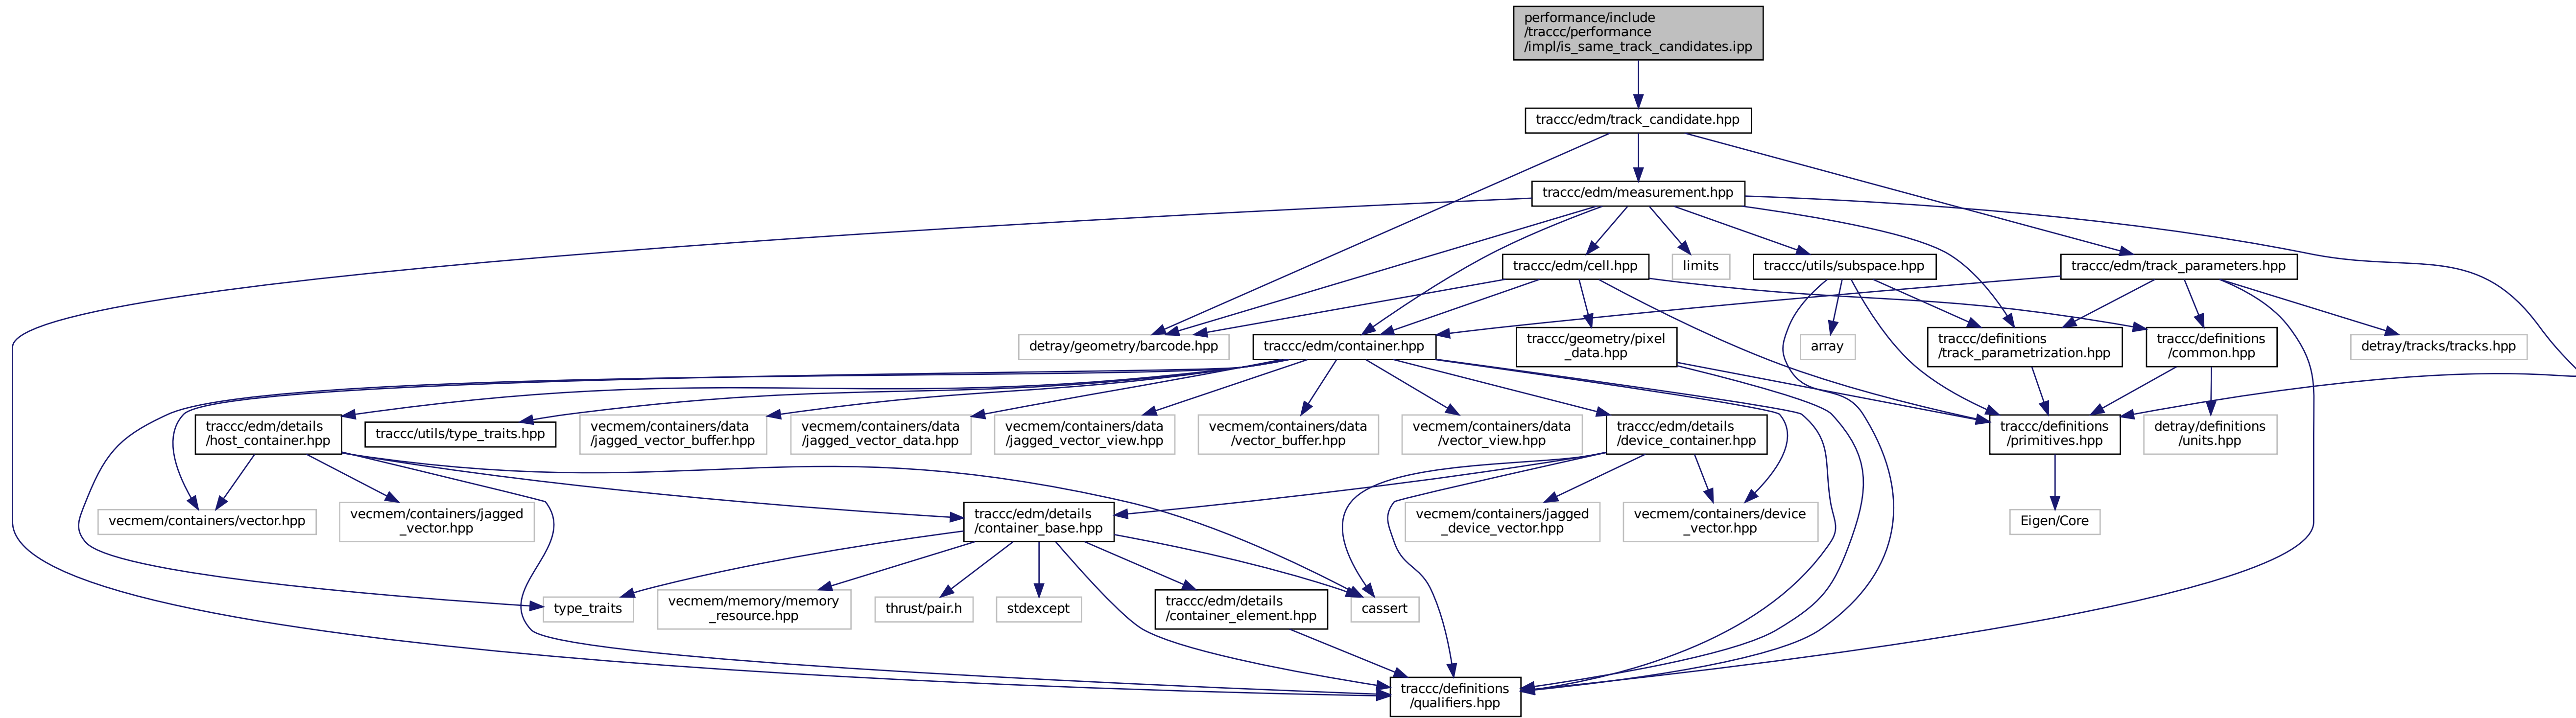 performance/include
/traccc/performance
/impl/is_same_track_candidates.ipp
traccc/edm/track_candidate.hpp
traccc/edm/measurement.hpp
traccc/edm/cell.hpp
limits
traccc/utils/subspace.hpp
traccc/edm/track_parameters.hpp
detray/geometry/barcode.hpp
traccc/edm/container.hpp
traccc/geometry/pixel
_data.hpp
array
traccc/definitions
/track_parametrization.hpp
traccc/definitions
/common.hpp
detray/tracks/tracks.hpp
traccc/edm/details
/host_container.hpp
traccc/utils/type_traits.hpp
vecmem/containers/data
/jagged_vector_buffer.hpp
vecmem/containers/data
/jagged_vector_data.hpp
vecmem/containers/data
/jagged_vector_view.hpp
vecmem/containers/data
/vector_buffer.hpp
vecmem/containers/data
/vector_view.hpp
traccc/edm/details
/device_container.hpp
traccc/definitions
/primitives.hpp
detray/definitions
/units.hpp
vecmem/containers/vector.hpp
vecmem/containers/jagged
_vector.hpp
traccc/edm/details
/container_base.hpp
vecmem/containers/jagged
_device_vector.hpp
vecmem/containers/device
_vector.hpp
Eigen/Core
type_traits
vecmem/memory/memory
_resource.hpp
thrust/pair.h
stdexcept
traccc/edm/details
/container_element.hpp
cassert
traccc/definitions
/qualifiers.hpp